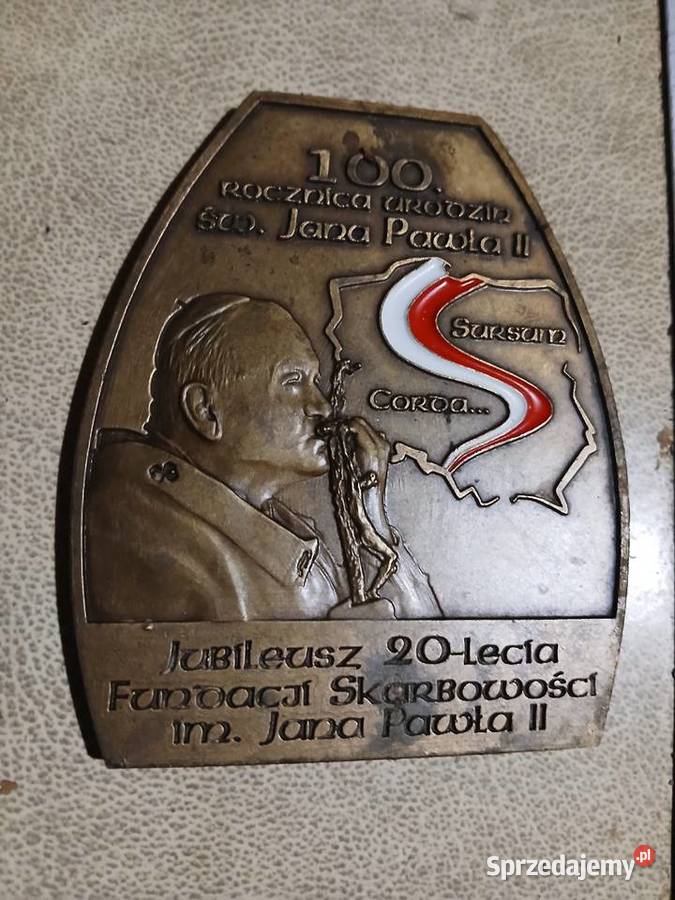 100.
rocznica urodzin
św. Jana Pawła II
Sursum
Corda...
Jubileusz 20-lecia
Fundacji Skarbowości
im. Jana Pawła II
Sprzedajemy.pl